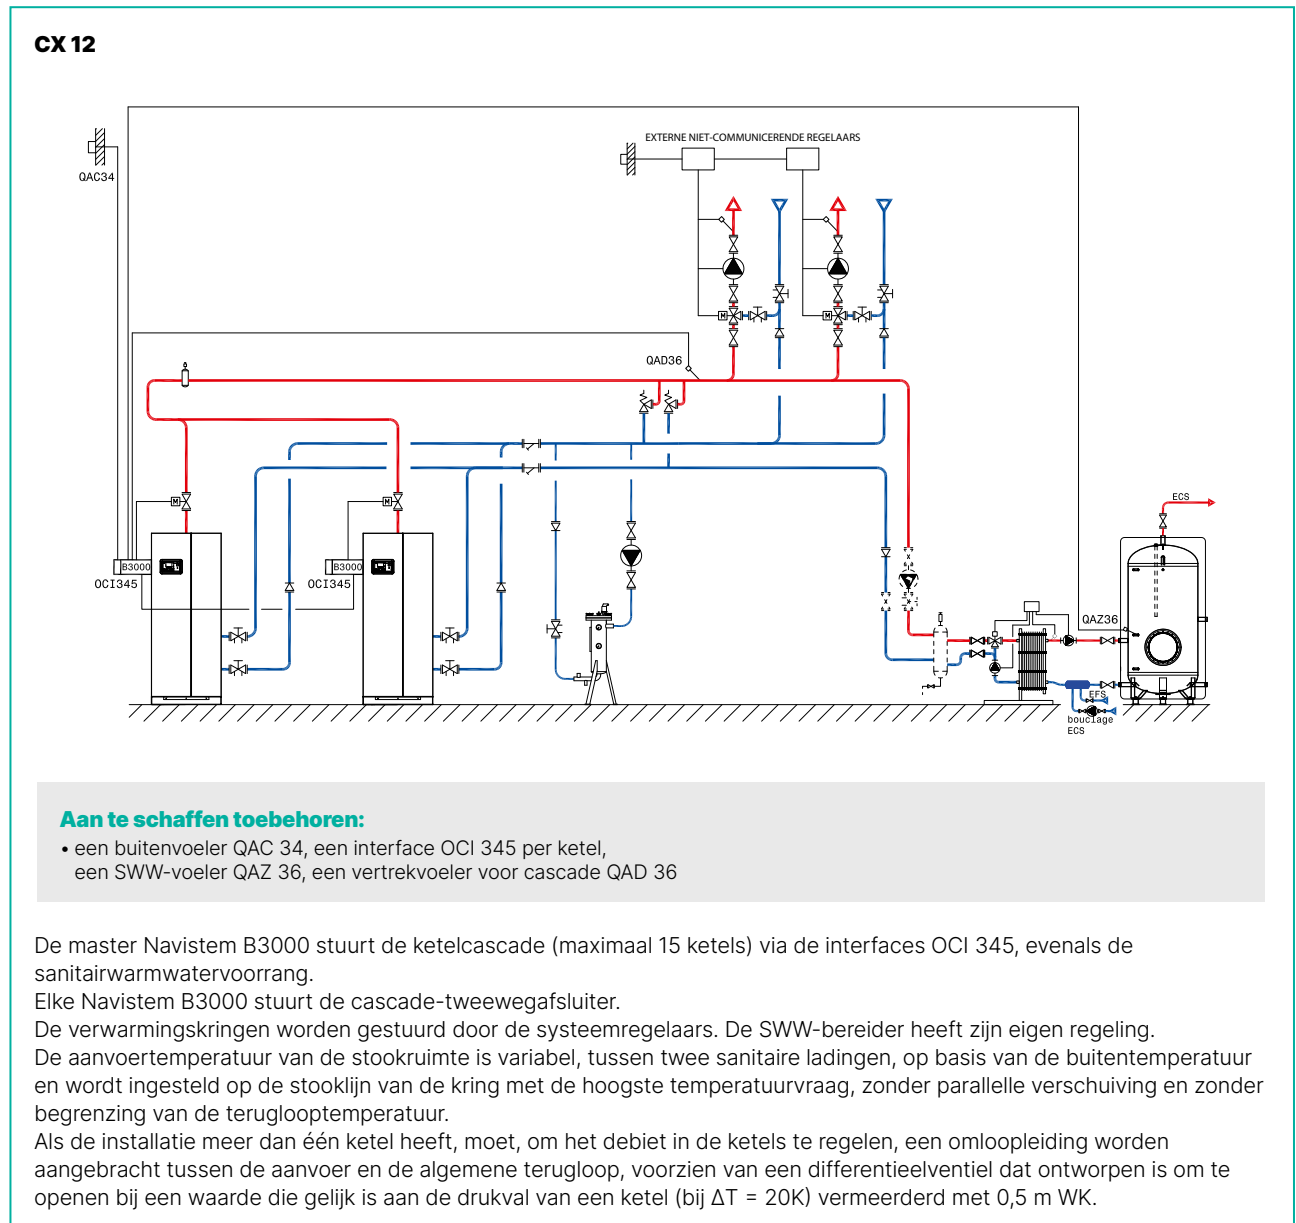 CX 12
EXTERNE NIET-COMMUNICERENDE REGELAARS
QAC34
QAD36
M
M
M
M
B3000
B3000
OCI345
OCI345
ECS
QAZ36
EFS
bouclage
ECS
Aan te schaffen toebehoren:
• een buitenvoeler QAC 34, een interface OCI 345 per ketel,
een SWW-voeler QAZ 36, een vertrekvoeler voor cascade QAD 36
De master Navistem B3000 stuurt de ketelcascade (maximaal 15 ketels) via de interfaces OCI 345, evenals de
sanitairwarmwatervoorrang.
Elke Navistem B3000 stuurt de cascade-tweewegafsluiter.
De verwarmingskringen worden gestuurd door de systeemregelaars. De SWW-bereider heeft zijn eigen regeling.
De aanvoertemperatuur van de stookruimte is variabel, tussen twee sanitaire ladingen, op basis van de buitentemperatuur
en wordt ingesteld op de stooklijn van de kring met de hoogste temperatuurvraag, zonder parallelle verschuiving en zonder
begrenzing van de teruglooptemperatuur.
Als de installatie meer dan één ketel heeft, moet, om het debiet in de ketels te regelen, een omloopleiding worden
aangebracht tussen de aanvoer en de algemene terugloop, voorzien van een differentieelventiel dat ontworpen is om te
openen bij een waarde die gelijk is aan de drukval van een ketel (bij ΔT = 20K) vermeerderd met 0,5 m WK.